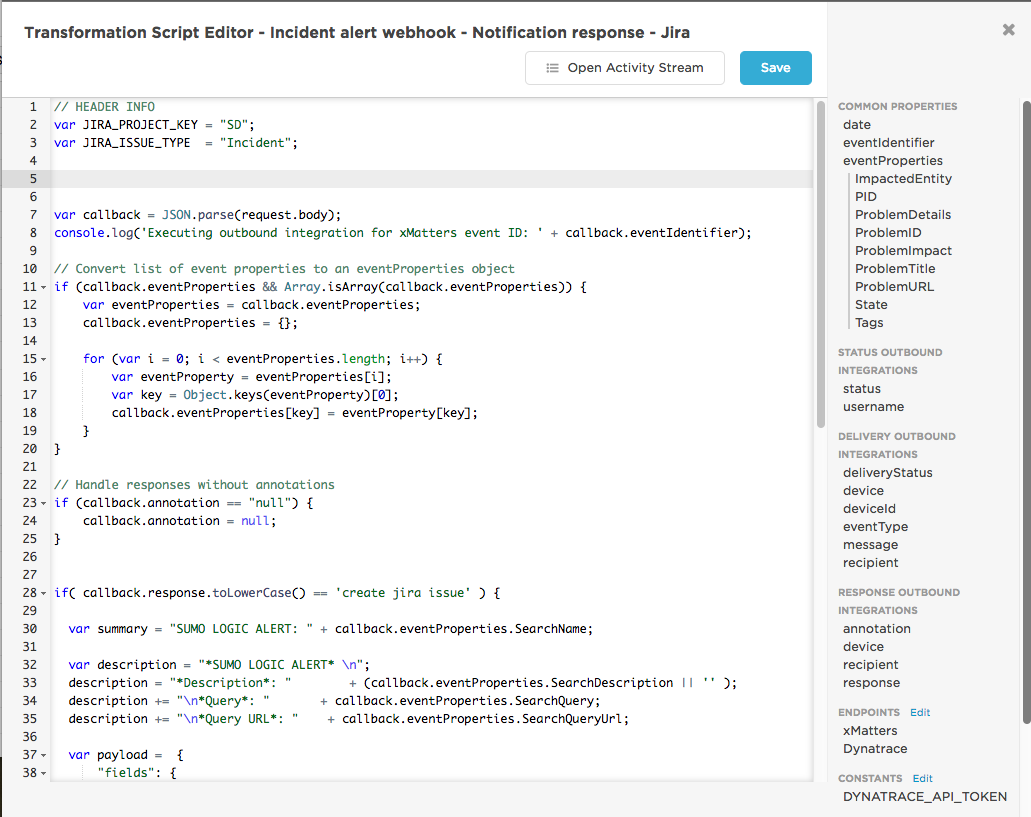 Transformation Script Editor - Incident alert webhook - Notification response - Jira
Open Activity Stream
Save
1 // HEADER INFO
2 var JIRA_PROJECT_KEY = "SD";
3 var JIRA_ISSUE_TYPE  = "Incident";
4
5
6
7 var callback = JSON.parse(request.body);
8 console.log('Executing outbound integration for xMatters event ID: ' + callback.eventIdentifier);
9
10 // Convert list of event properties to an eventProperties object
11 if (callback.eventProperties && Array.isArray(callback.eventProperties)) {
12     var eventProperties = callback.eventProperties;
13     callback.eventProperties = {};
14
15     for (var i = 0; i < eventProperties.length; i++) {
16         var eventProperty = eventProperties[i];
17         var key = Object.keys(eventProperty)[0];
18         callback.eventProperties[key] = eventProperty[key];
19     }
20 }
21
22 // Handle responses without annotations
23 if (callback.annotation == "null") {
24     callback.annotation = null;
25 }
26
27
28 if( callback.response.toLowerCase() == 'create jira issue' ) {
29
30   var summary = "SUMO LOGIC ALERT: " + callback.eventProperties.SearchName;
31
32   var description = "*SUMO LOGIC ALERT* \n";
33   description = "*Description*: "        + (callback.eventProperties.SearchDescription || '' );
34   description += "\n*Query*: "       + callback.eventProperties.SearchQuery;
35   description += "\n*Query URL*: "    + callback.eventProperties.SearchQueryUrl;
36
37   var payload =  {
38       "fields": {
COMMON PROPERTIES
date
eventIdentifier
eventProperties
ImpactedEntity
PID
ProblemDetails
ProblemID
ProblemImpact
ProblemTitle
ProblemURL
State
Tags
STATUS OUTBOUND
INTEGRATIONS
status
username
DELIVERY OUTBOUND
INTEGRATIONS
deliveryStatus
device
deviceId
eventType
message
recipient
RESPONSE OUTBOUND
INTEGRATIONS
annotation
device
recipient
response
ENDPOINTS Edit
xMatters
Dynatrace
CONSTANTS Edit
DYNATRACE_API_TOKEN